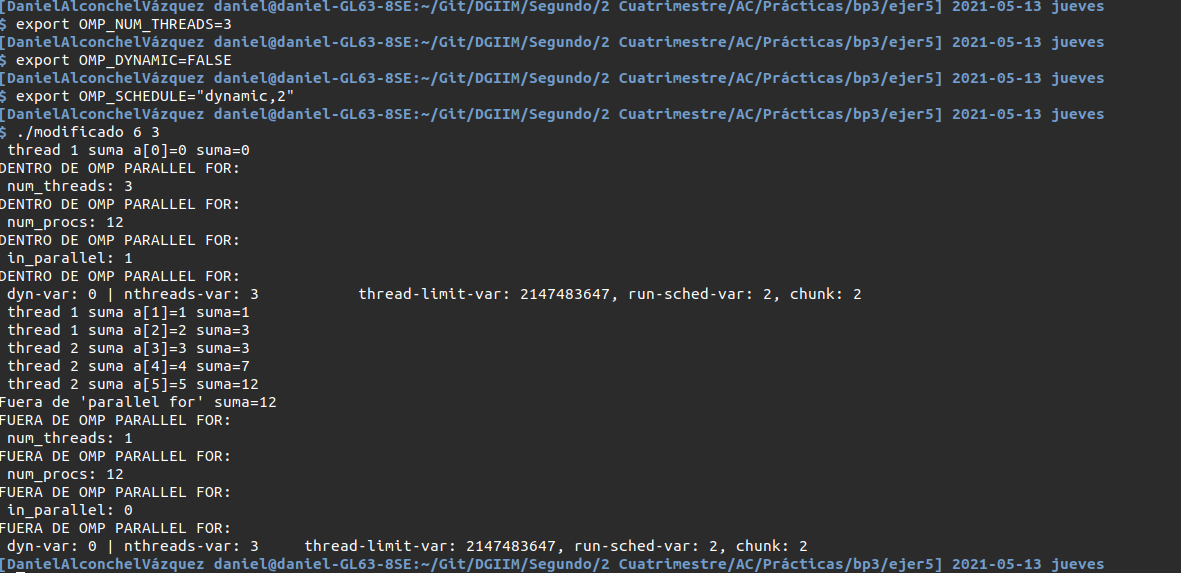 [DanielAlconchelVázquez daniel@daniel-GL63-8SE:~/Git/DGIIM/Segundo/2 Cuatrimestre/AC/Prácticas/bp3/ejer5] 2021-05-13 jueves
$ export OMP_NUM_THREADS=3
[DanielAlconchelVázquez daniel@daniel-GL63-8SE:~/Git/DGIIM/Segundo/2 Cuatrimestre/AC/Prácticas/bp3/ejer5] 2021-05-13 jueves
$ export OMP_DYNAMIC=FALSE
[DanielAlconchelVázquez daniel@daniel-GL63-8SE:~/Git/DGIIM/Segundo/2 Cuatrimestre/AC/Prácticas/bp3/ejer5] 2021-05-13 jueves
$ export OMP_SCHEDULE="dynamic,2"
[DanielAlconchelVázquez daniel@daniel-GL63-8SE:~/Git/DGIIM/Segundo/2 Cuatrimestre/AC/Prácticas/bp3/ejer5] 2021-05-13 jueves
$ ./modificado 6 3
 thread 1 suma a[0]=0 suma=0
DENTRO DE OMP PARALLEL FOR:
 num_threads: 3
DENTRO DE OMP PARALLEL FOR:
 num_procs: 12
DENTRO DE OMP PARALLEL FOR:
 in_parallel: 1
DENTRO DE OMP PARALLEL FOR:
 dyn-var: 0 | nthreads-var: 3           thread-limit-var: 2147483647, run-sched-var: 2, chunk: 2
 thread 1 suma a[1]=1 suma=1
 thread 1 suma a[2]=2 suma=3
 thread 2 suma a[3]=3 suma=3
 thread 2 suma a[4]=4 suma=7
 thread 2 suma a[5]=5 suma=12
Fuera de 'parallel for' suma=12
FUERA DE OMP PARALLEL FOR:
 num_threads: 1
FUERA DE OMP PARALLEL FOR:
 num_procs: 12
FUERA DE OMP PARALLEL FOR:
 in_parallel: 0
FUERA DE OMP PARALLEL FOR:
 dyn-var: 0 | nthreads-var: 3     thread-limit-var: 2147483647, run-sched-var: 2, chunk: 2
[DanielAlconchelVázquez daniel@daniel-GL63-8SE:~/Git/DGIIM/Segundo/2 Cuatrimestre/AC/Prácticas/bp3/ejer5] 2021-05-13 jueves